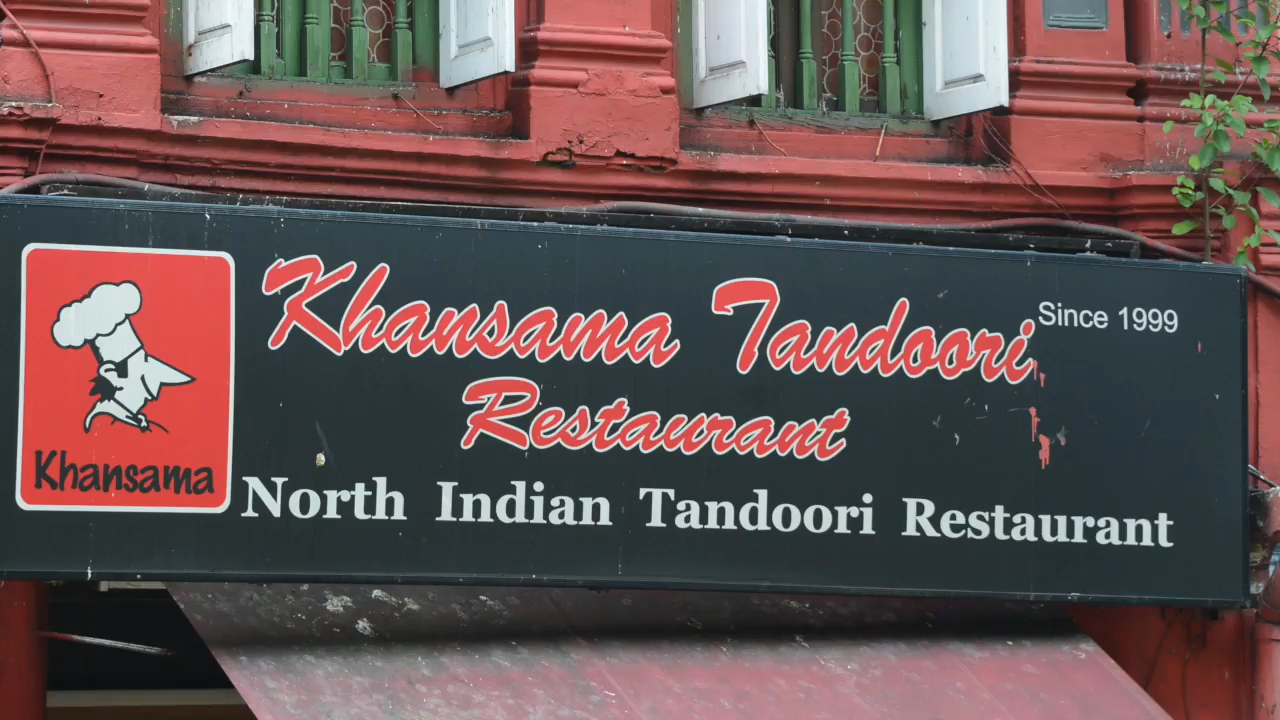 Khansama Tandoori
Since 1999
Restaurant
Khansama
North Indian Tandoori Restaurant